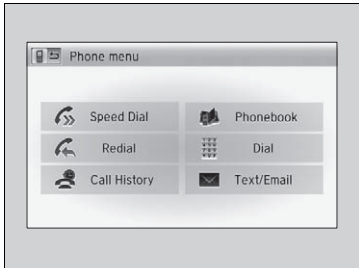 Phone menu
Speed Dial
Phonebook
Redial
Dial
Call History
Text/Email